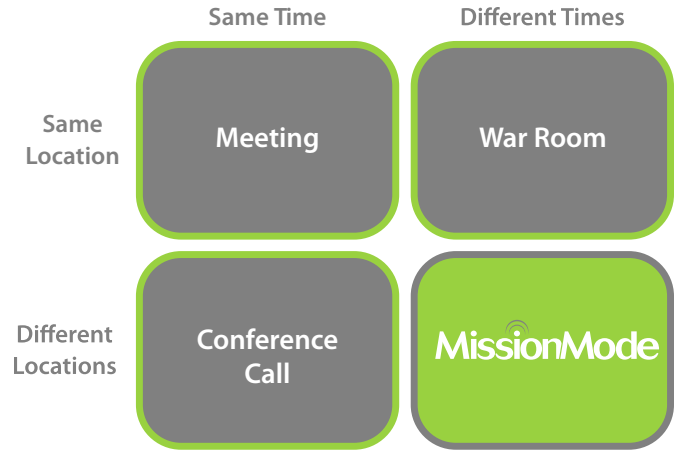 Same Time
Different Times
Same
Location
Meeting
War Room
Different
Locations
Conference
Call
MissionMode